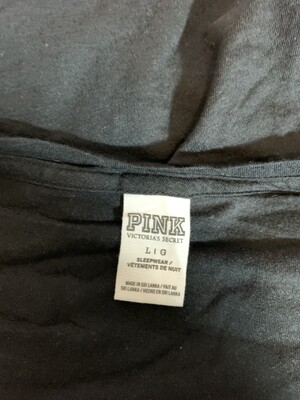 PINK
VICTORIA'S SECRET
L | G
SLEEPWEAR /
VÊTEMENTS DE NUIT
MADE IN SRI LANKA / FAIT AU
SRI LANKA / HECHO EN SRI LANKA